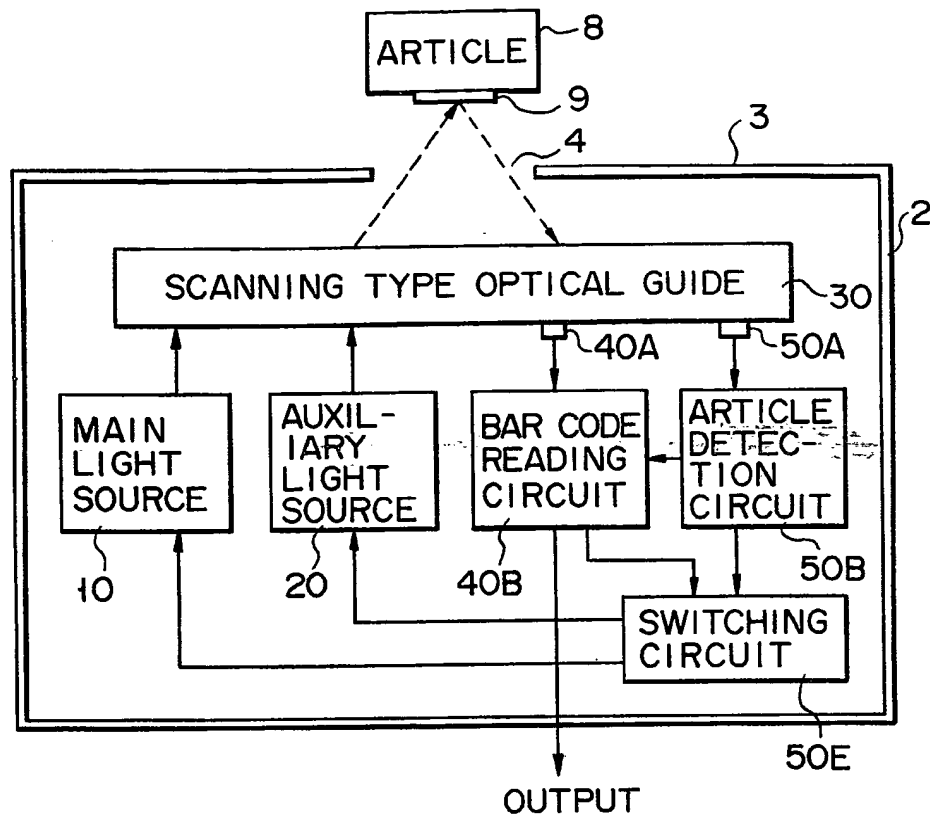 8
ARTICLE
9
3
4
2
SCANNING TYPE OPTICAL GUIDE
30
40A
50A
MAIN
LIGHT
SOURCE
10
AUXIL-
IARY
LIGHT
SOURCE
20
BAR CODE
READING
CIRCUIT
40B
ARTICLE
DETEC-
TION
CIRCUIT
50B
SWITCHING
CIRCUIT
50E
OUTPUT